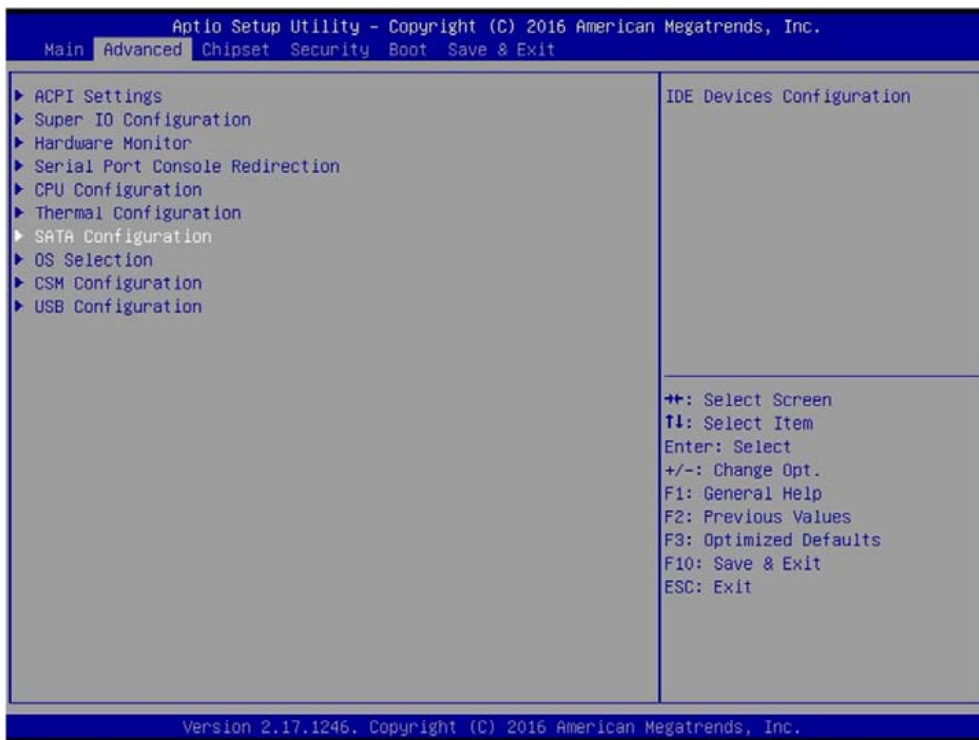 Aptio Setup Utility – Copyright (C) 2016 American Megatrends, Inc.
Main Advanced Chipset Security Boot Save & Exit
▶ ACPI Settings
▶ Super IO Configuration
▶ Hardware Monitor
▶ Serial Port Console Redirection
▶ CPU Configuration
▶ Thermal Configuration
▶ SATA Configuration
▶ OS Selection
▶ CSM Configuration
▶ USB Configuration
IDE Devices Configuration
→←: Select Screen
↑↓: Select Item
Enter: Select
+/-: Change Opt.
F1: General Help
F2: Previous Values
F3: Optimized Defaults
F10: Save & Exit
ESC: Exit
Version 2.17.1246. Copyright (C) 2016 American Megatrends, Inc.